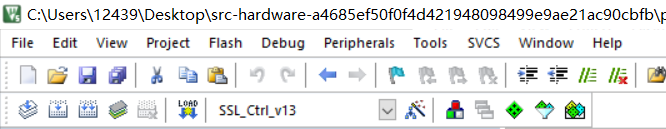 C:\Users\12439\Desktop\src-hardware-a4685ef50f0f4d421948098499e9ae21ac90cbfb\p
File Edit View Project Flash Debug Peripherals Tools SVCS Window Help
LOAD SSL_Ctrl_v13